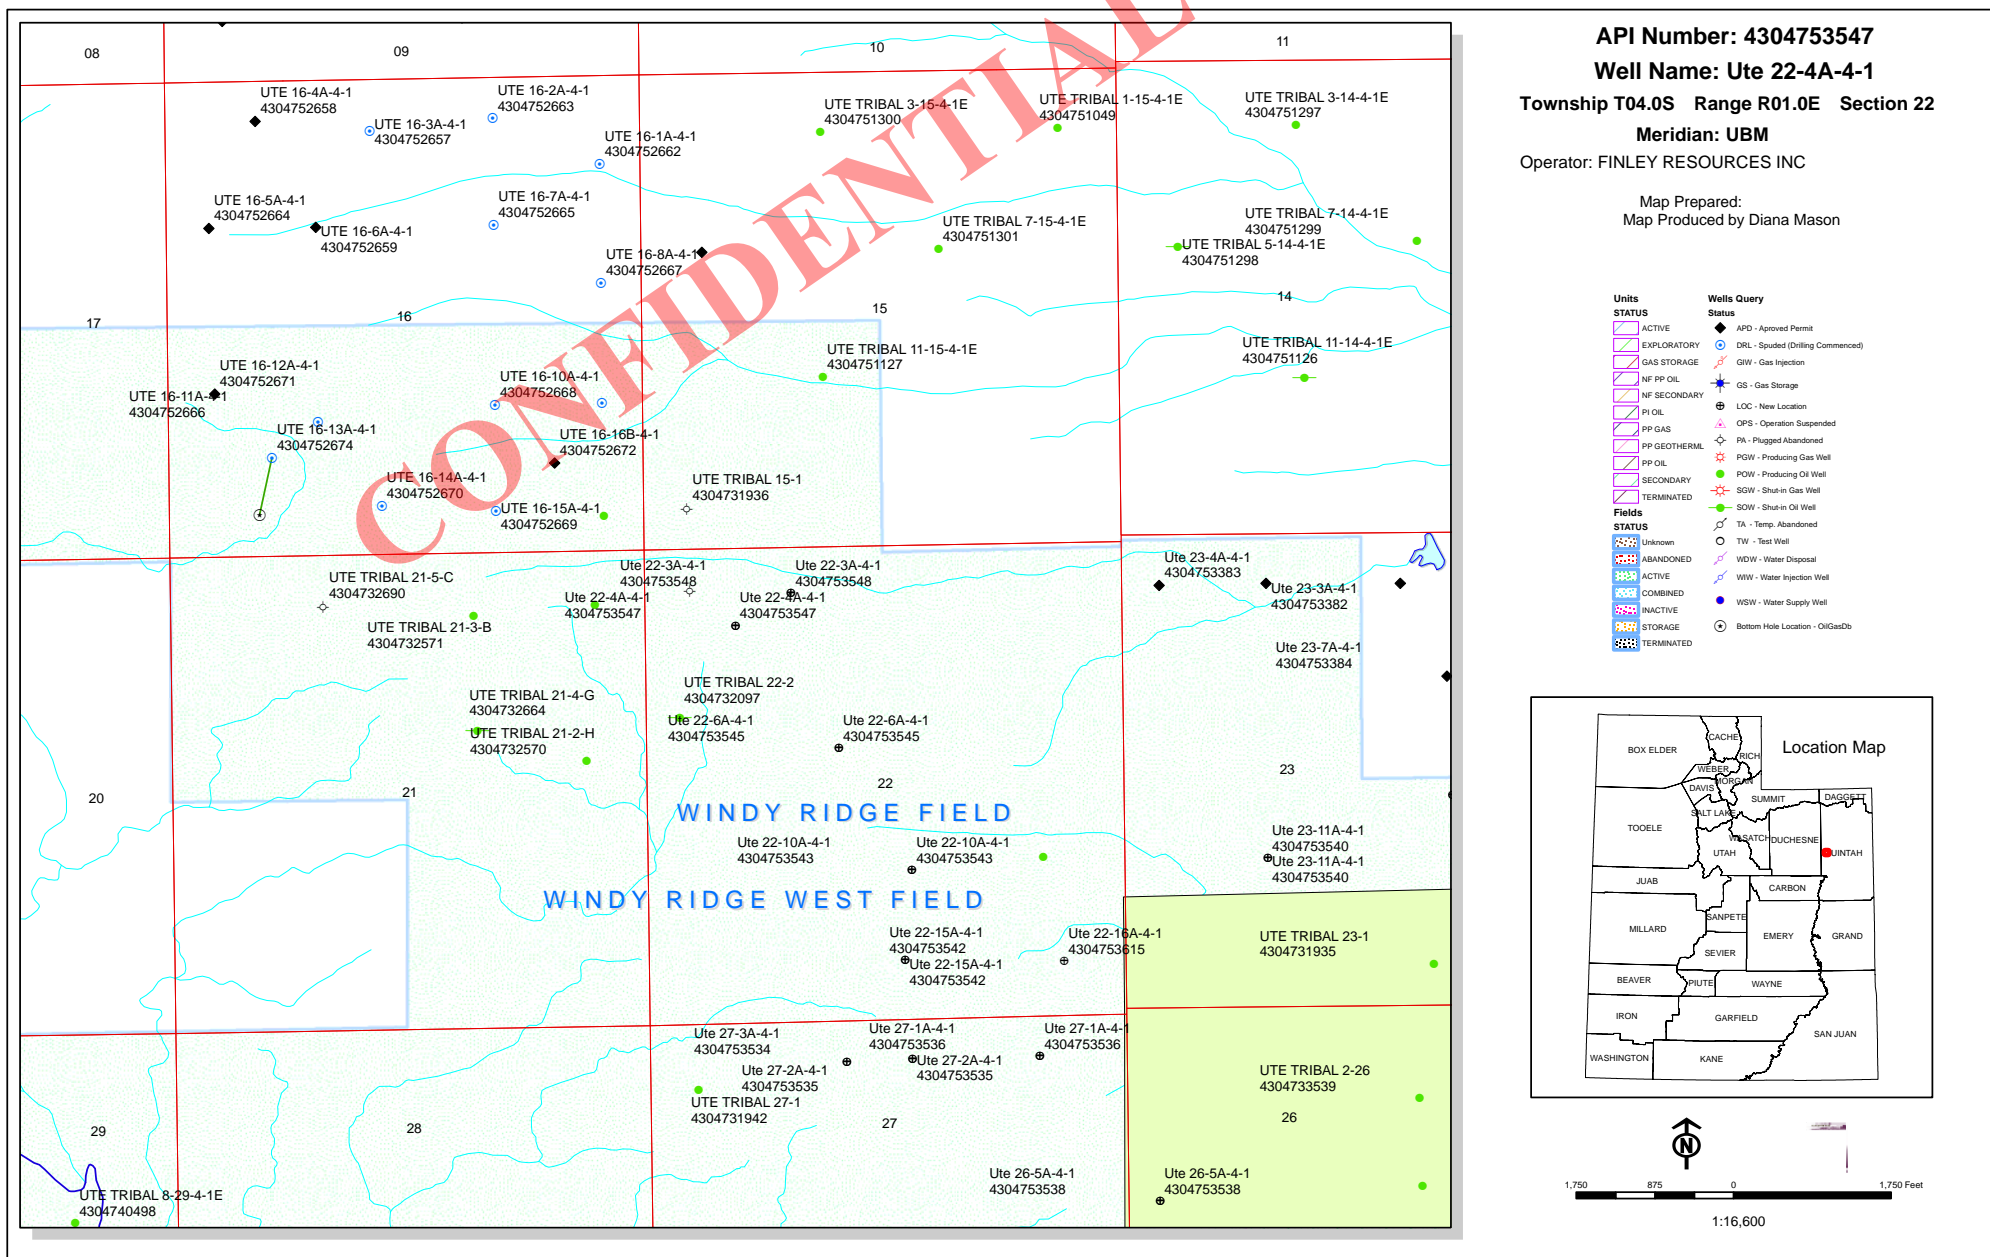 API Number: 4304753547
Well Name: Ute 22-4A-4-1
Township T04.0S Range R01.0E Section 22
Meridian: UBM
Operator: FINLEY RESOURCES INC
Map Prepared:
Map Produced by Diana Mason
CONFIDENTIAL
08
09
10
11
UTE 16-4A-4-1
4304752658
UTE 16-3A-4-1
4304752657
UTE 16-2A-4-1
4304752663
UTE 16-1A-4-1
4304752662
UTE TRIBAL 3-15-4-1E
4304751300
UTE TRIBAL 1-15-4-1E
4304751049
UTE TRIBAL 3-14-4-1E
4304751297
UTE 16-5A-4-1
4304752664
UTE 16-6A-4-1
4304752659
UTE 16-7A-4-1
4304752665
UTE 16-8A-4-1
4304752667
UTE TRIBAL 7-15-4-1E
4304751301
UTE TRIBAL 7-14-4-1E
4304751299
UTE TRIBAL 5-14-4-1E
4304751298
17
16
15
14
UTE 16-12A-4-1
4304752671
UTE 16-11A-4-1
4304752666
UTE 16-13A-4-1
4304752674
UTE 16-10A-4-1
4304752668
UTE 16-16B-4-1
4304752672
UTE 16-14A-4-1
4304752670
UTE 16-15A-4-1
4304752669
UTE TRIBAL 15-1
4304731936
UTE TRIBAL 11-15-4-1E
4304751127
UTE TRIBAL 11-14-4-1E
4304751126
UTE TRIBAL 21-5-C
4304732690
UTE TRIBAL 21-3-B
4304732571
Ute 22-3A-4-1
4304753548
Ute 22-4A-4-1
4304753547
Ute 22-3A-4-1
4304753548
Ute 22-4A-4-1
4304753547
Ute 23-4A-4-1
4304753383
Ute 23-3A-4-1
4304753382
Ute 23-7A-4-1
4304753384
UTE TRIBAL 21-4-G
4304732664
UTE TRIBAL 21-2-H
4304732570
UTE TRIBAL 22-2
4304732097
Ute 22-6A-4-1
4304753545
Ute 22-6A-4-1
4304753545
20
21
22
23
WINDY RIDGE FIELD
Ute 22-10A-4-1
4304753543
Ute 22-10A-4-1
4304753543
Ute 23-11A-4-1
4304753540
Ute 23-11A-4-1
4304753540
WINDY RIDGE WEST FIELD
Ute 22-15A-4-1
4304753542
Ute 22-15A-4-1
4304753542
Ute 22-16A-4-1
4304753615
UTE TRIBAL 23-1
4304731935
Ute 27-3A-4-1
4304753534
Ute 27-2A-4-1
4304753535
UTE TRIBAL 27-1
4304731942
Ute 27-1A-4-1
4304753536
Ute 27-2A-4-1
4304753535
Ute 27-1A-4-1
4304753536
UTE TRIBAL 2-26
4304733539
29
28
27
26
Ute 26-5A-4-1
4304753538
Ute 26-5A-4-1
4304753538
UTE TRIBAL 8-29-4-1E
4304740498
Units
STATUS
ACTIVE
EXPLORATORY
GAS STORAGE
NF PP OIL
NF SECONDARY
PI OIL
PP GAS
PP GEOTHERML
PP OIL
SECONDARY
TERMINATED
Fields
STATUS
Unknown
ABANDONED
ACTIVE
COMBINED
INACTIVE
STORAGE
TERMINATED
Wells Query
Status
APD - Aproved Permit
DRL - Spuded (Drilling Commenced)
GIW - Gas Injection
GS - Gas Storage
LOC - New Location
OPS - Operation Suspended
PA - Plugged Abandoned
PGW - Producing Gas Well
POW - Producing Oil Well
SGW - Shut-in Gas Well
SOW - Shut-in Oil Well
TA - Temp. Abandoned
TW - Test Well
WDW - Water Disposal
WIW - Water Injection Well
WSW - Water Supply Well
Bottom Hole Location - OilGasDb
Location Map
BOX ELDER
CACHE
RICH
WEBER
MORGAN
DAVIS
SUMMIT
DAGGETT
SALT LAKE
TOOELE
WASATCH
DUCHESNE
UTAH
UINTAH
JUAB
CARBON
SANPETE
MILLARD
EMERY
GRAND
SEVIER
BEAVER
PIUTE
WAYNE
IRON
GARFIELD
SAN JUAN
WASHINGTON
KANE
N
1,750 875 0 1,750 Feet
1:16,600